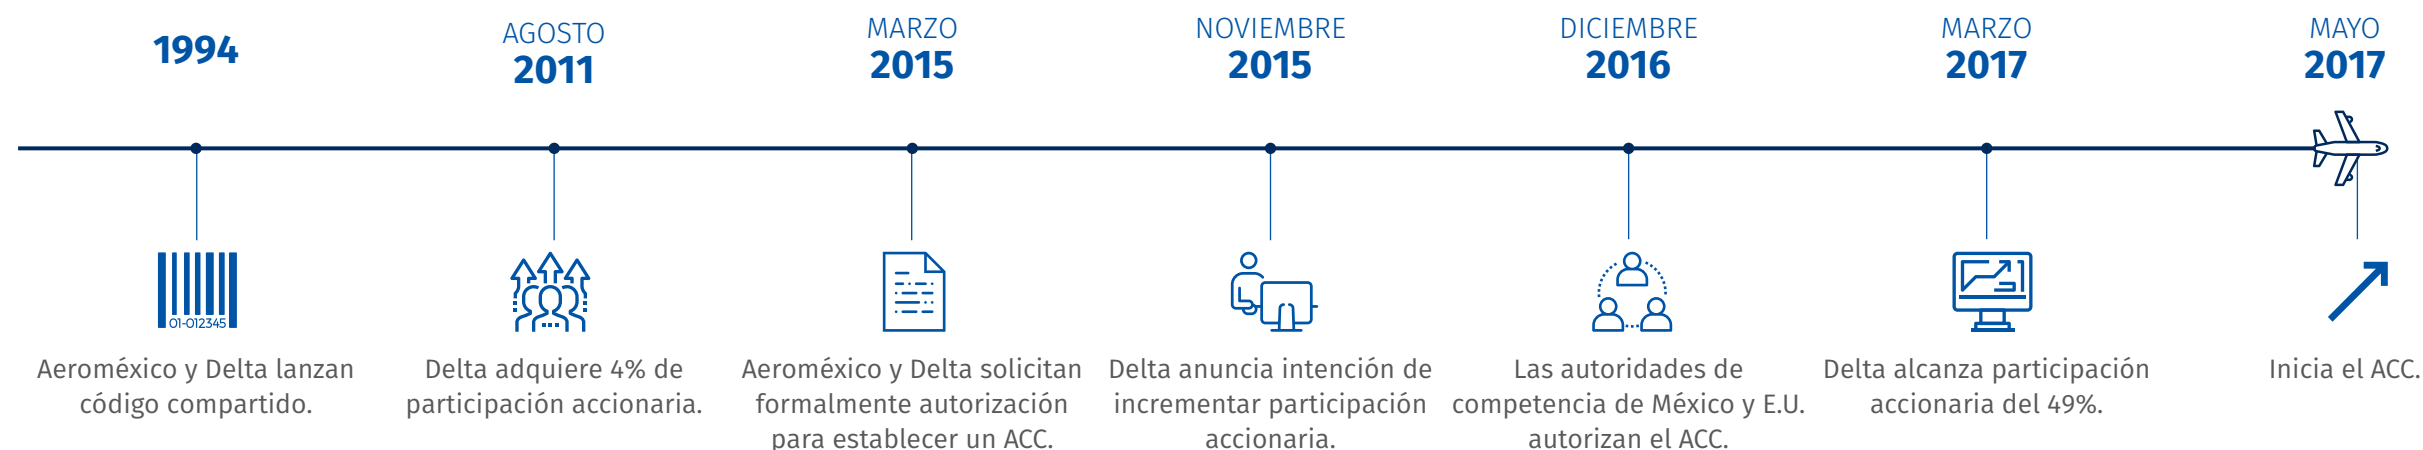 1994
AGOSTO
2011
MARZO
2015
NOVIEMBRE
2015
DICIEMBRE
2016
MARZO
2017
MAYO
2017
01-012345
Aeroméxico y Delta lanzan
código compartido.
Delta adquiere 4% de
participación accionaria.
Aeroméxico y Delta solicitan
formalmente autorización
para establecer un ACC.
Delta anuncia intención de
incrementar participación
accionaria.
Las autoridades de
competencia de México y E.U.
autorizan el ACC.
Delta alcanza participación
accionaria del 49%.
Inicia el ACC.